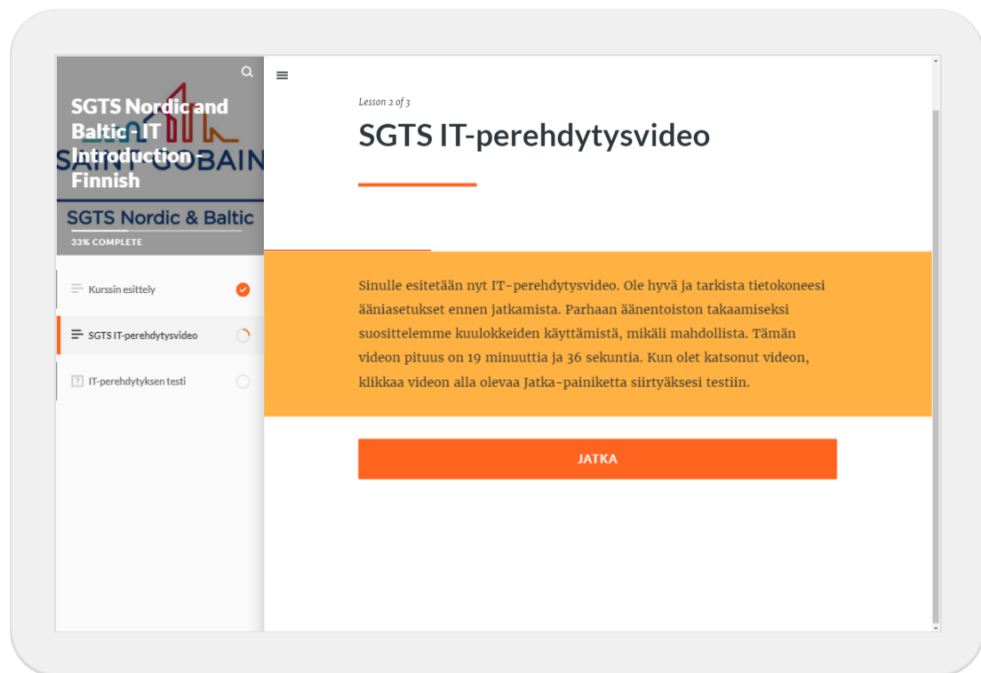 SGTS Nordic and
Baltic - IT
Introduction -
Finnish
SAINT-GOBAIN
SGTS Nordic & Baltic
33% COMPLETE
Kurssin esittely
SGTS IT-perehdytysvideo
IT-perehdytyksen testi
Lesson 2 of 3
SGTS IT-perehdytysvideo
Sinulle esitetään nyt IT-perehdytysvideo. Ole hyvä ja tarkista tietokoneesi
ääniasetukset ennen jatkamista. Parhaan äänentoiston takaamiseksi
suosittelemme kuulokkeiden käyttämistä, mikäli mahdollista. Tämän
videon pituus on 19 minuuttia ja 36 sekuntia. Kun olet katsonut videon,
klikkaa videon alla olevaa Jatka-painiketta siirtyäksesi testiin.
JATKA